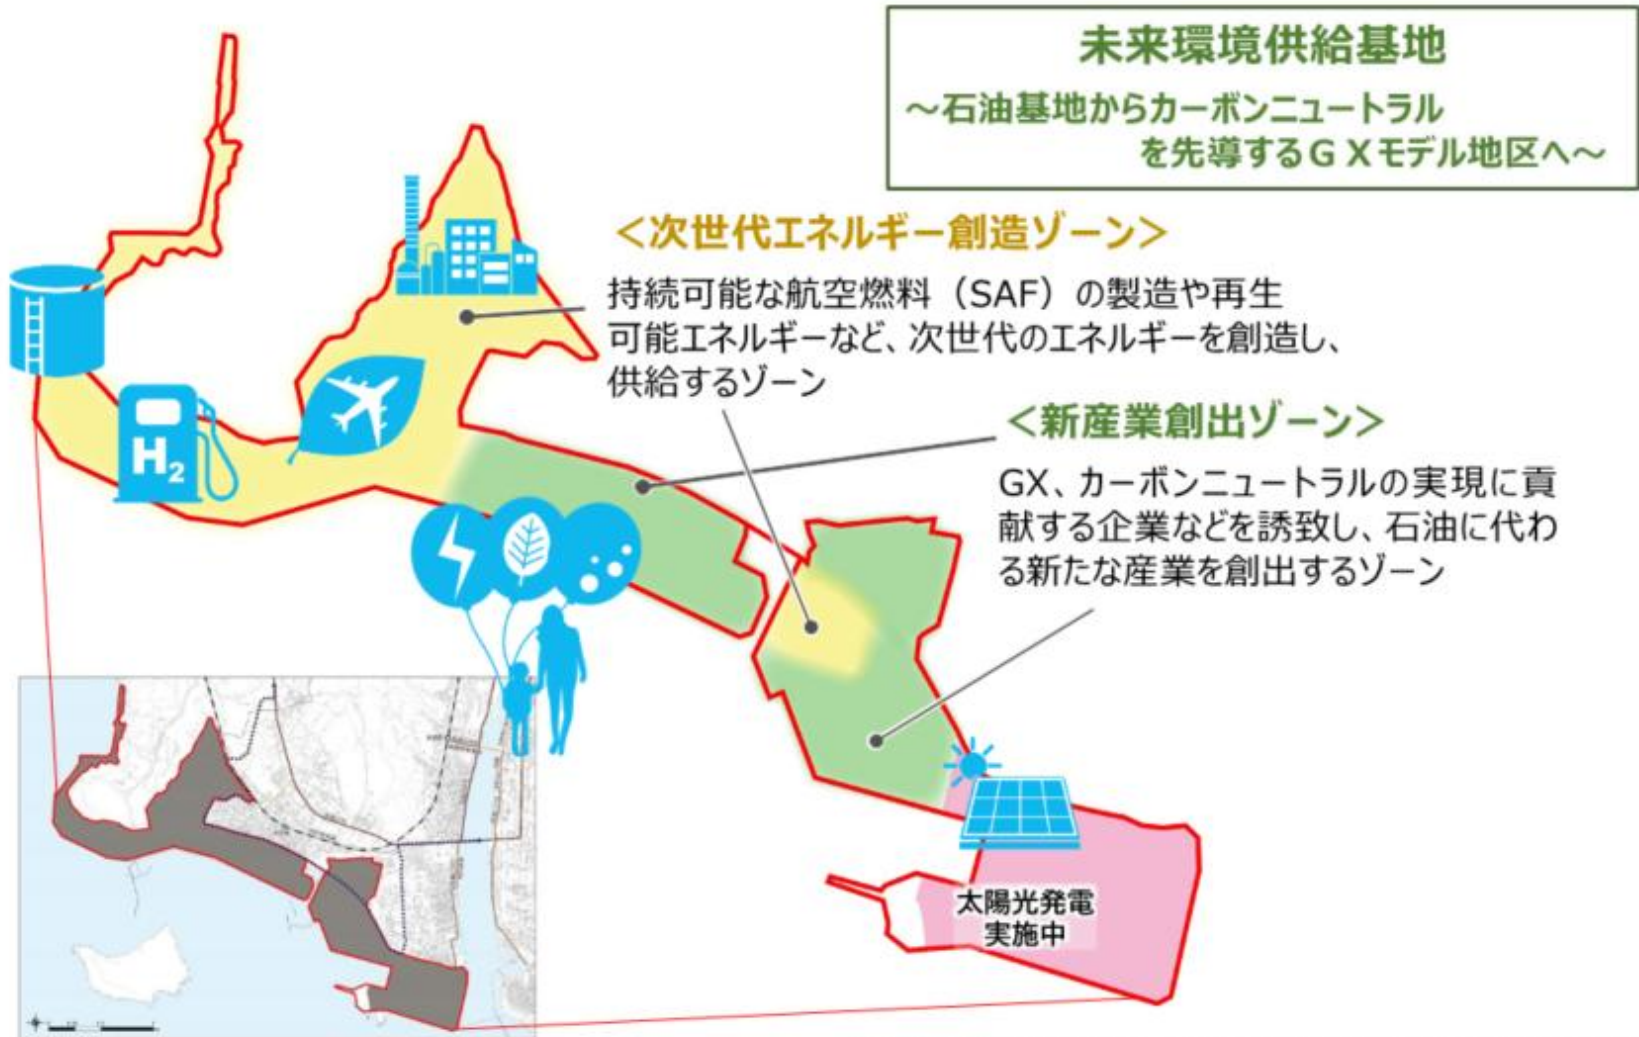 未来環境供給基地
～石油基地からカーボンニュートラル
を先導するＧＸモデル地区へ～
＜次世代エネルギー創造ゾーン＞
持続可能な航空燃料（SAF）の製造や再生
可能エネルギーなど、次世代のエネルギーを創造し、
供給するゾーン
＜新産業創出ゾーン＞
GX、カーボンニュートラルの実現に貢
献する企業などを誘致し、石油に代わ
る新たな産業を創出するゾーン
H2
太陽光発電
実施中